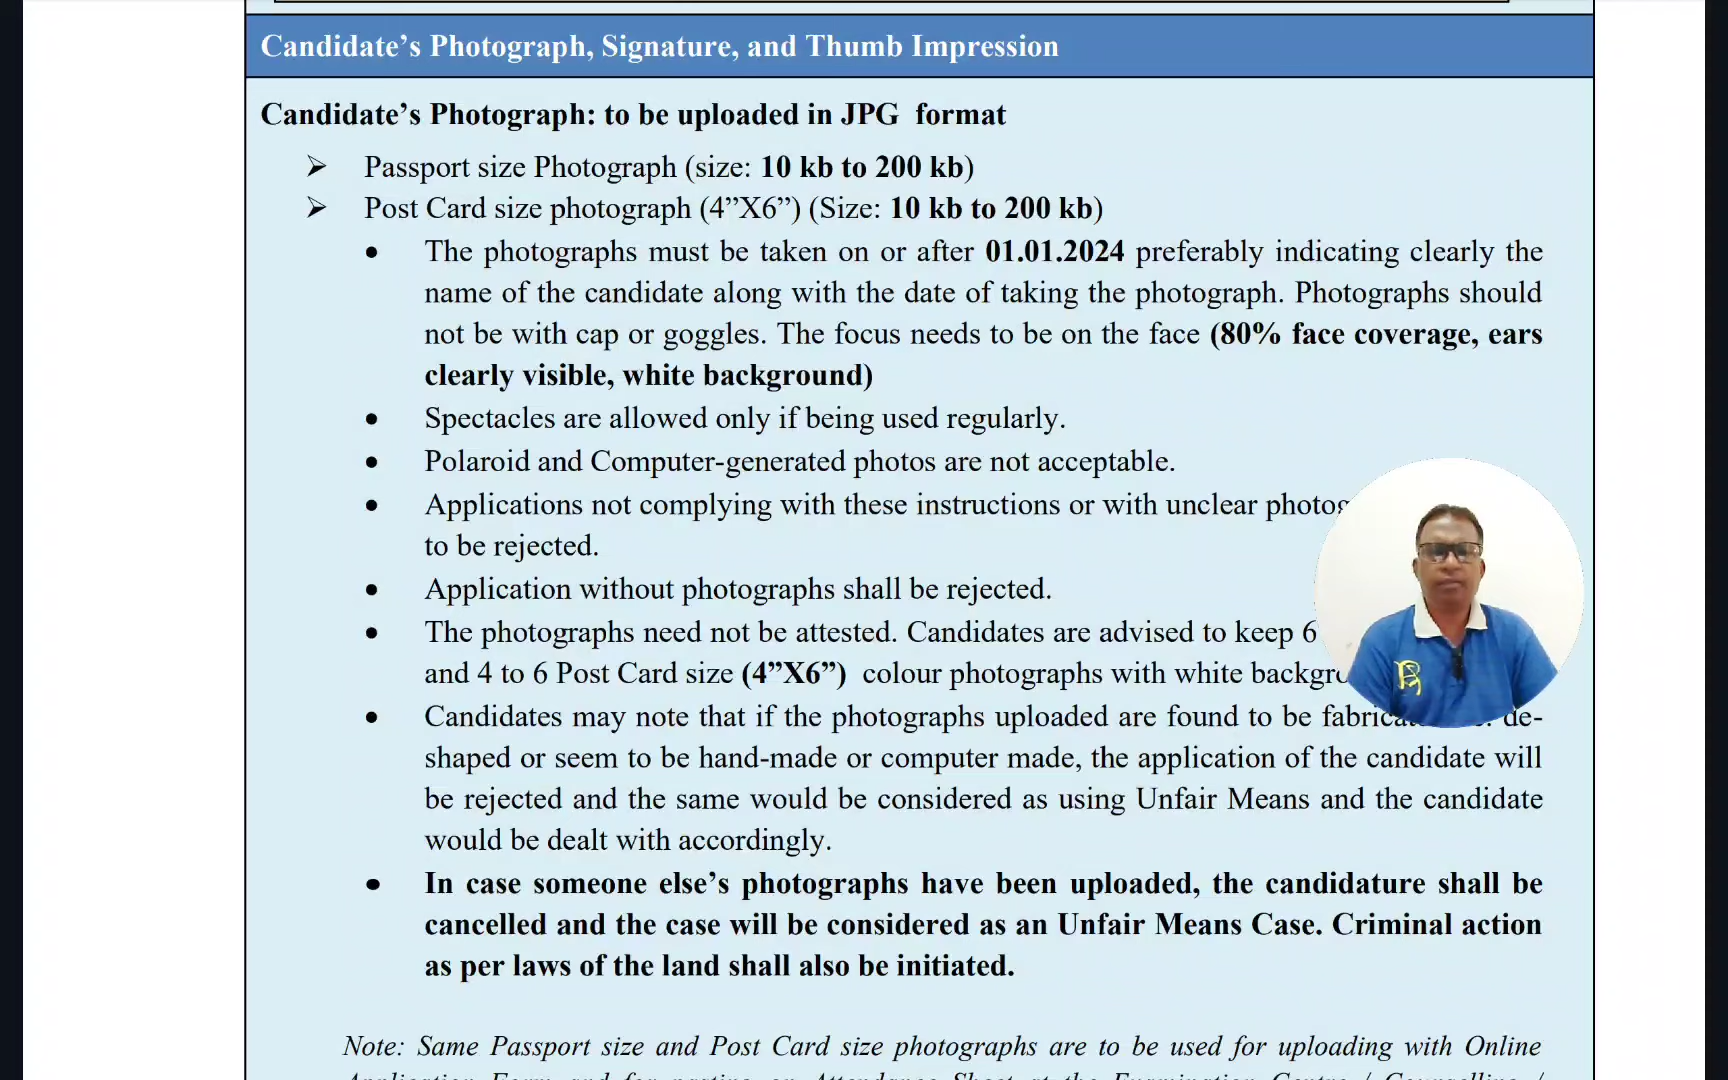 Candidate’s Photograph, Signature, and Thumb Impression
Candidate’s Photograph: to be uploaded in JPG format
➢ Passport size Photograph (size: 10 kb to 200 kb)
➢ Post Card size photograph (4”X6”) (Size: 10 kb to 200 kb)
• The photographs must be taken on or after 01.01.2024 preferably indicating clearly the
name of the candidate along with the date of taking the photograph. Photographs should
not be with cap or goggles. The focus needs to be on the face (80% face coverage, ears
clearly visible, white background)
• Spectacles are allowed only if being used regularly.
• Polaroid and Computer-generated photos are not acceptable.
• Applications not complying with these instructions or with unclear
to be rejected.
• Application without photographs shall be rejected.
• The photographs need not be attested. Candidates are advised to keep 6
and 4 to 6 Post Card size (4”X6”) colour photographs with white
• Candidates may note that if the photographs uploaded are found to be de-
shaped or seem to be hand-made or computer made, the application of the candidate will
be rejected and the same would be considered as using Unfair Means and the candidate
would be dealt with accordingly.
• In case someone else’s photographs have been uploaded, the candidature shall be
cancelled and the case will be considered as an Unfair Means Case. Criminal action
as per laws of the land shall also be initiated.
Note: Same Passport size and Post Card size photographs are to be used for uploading with Online